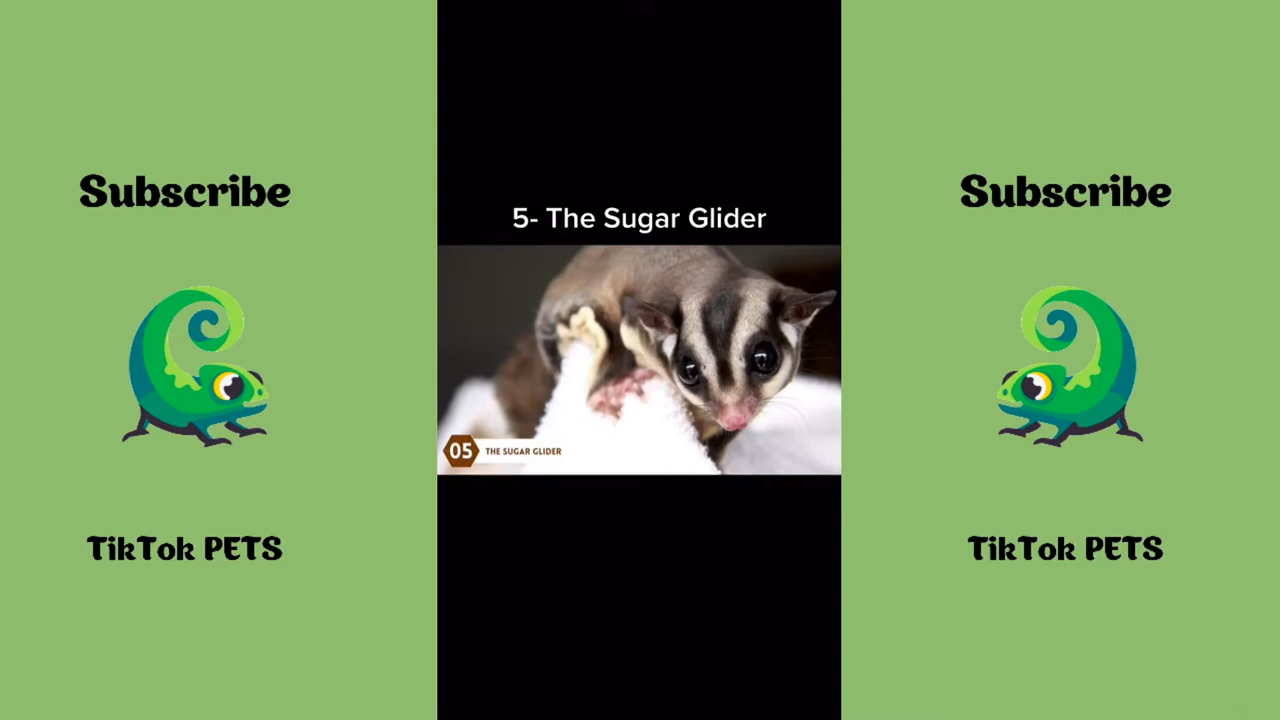 Subscribe
TikTok PETS
5- The Sugar Glider
05
THE SUGAR GLIDER
Subscribe
TikTok PETS